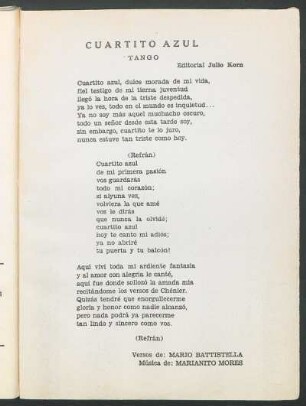 CUARTITO AZUL
TANGO
Editorial Julio Korn
Cuartito azul, dulce morada de mi vida,
fiel testigo de mi tierna juventud
llegó la hora de la triste despedida,
ya lo vez, todo en el mundo es inquietud...
Ya no soy más aquel muchacho oscuro,
todo un señor desde esta tarde soy,
sin embargo, cuartito te lo juro,
nunca estuve tan triste como hoy.
(Refrán)
Cuartito azul
de mi primera pasión
vos guardarás
todo mi corazón;
si alguna vez,
volviera la que amé
vos le dirás
que nunca la olvidé;
cuartito azul
hoy te canto mi adios;
ya no abriré
tu puerta y tu balcón!
Aquí viví toda mi ardiente fantasía
y al amor con alegría le canté,
aquí fue donde sollozó la amada mía
recitándome los versos de Chénier.
Quizás tendré que enorgullecerme
gloria y honor como nadie alcanzó,
pero nada podrá ya parecerme
tan lindo y sincero como vos.
(Refrán)
Versos de: MARIO BATTISTELLA
Música de: MARIANITO MORES